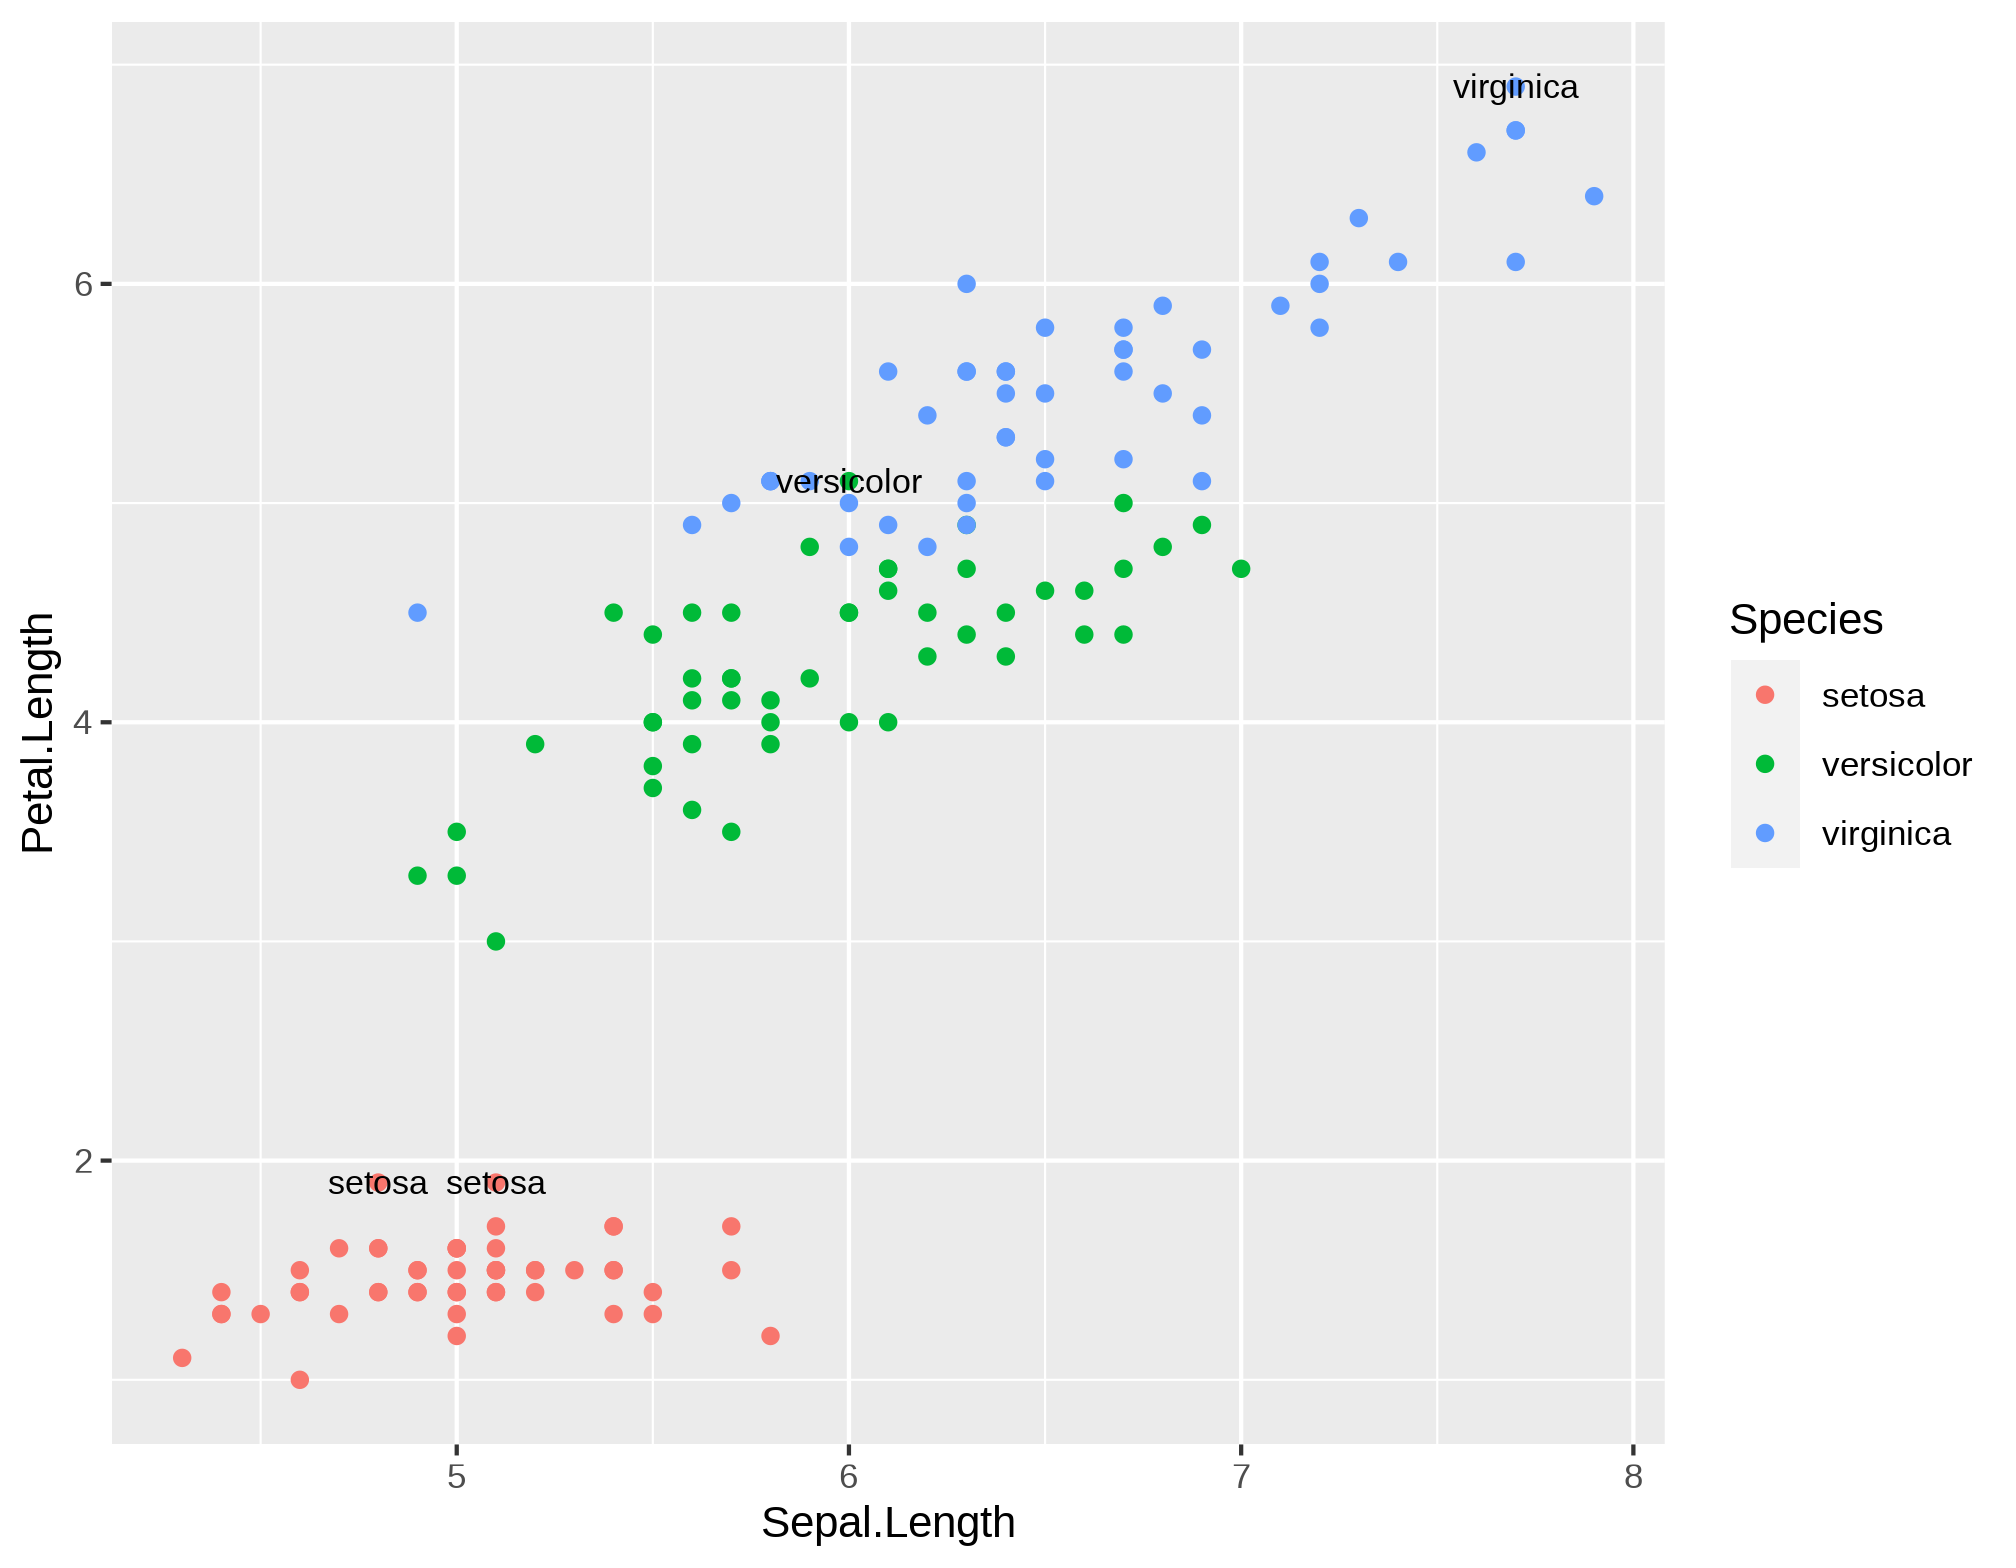 virginica
versicolor
setosa setosa
6
4
2
5 6 7 8
Sepal.Length
Petal.Length
Species
setosa
versicolor
virginica